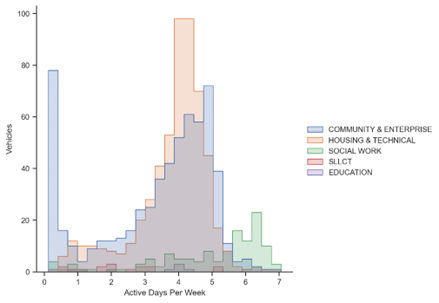 100
80
60
40
20
0
Vehicles
0 1 2 3 4 5 6 7
Active Days Per Week
COMMUNITY & ENTERPRISE
HOUSING & TECHNICAL
SOCIAL WORK
SLLCT
EDUCATION